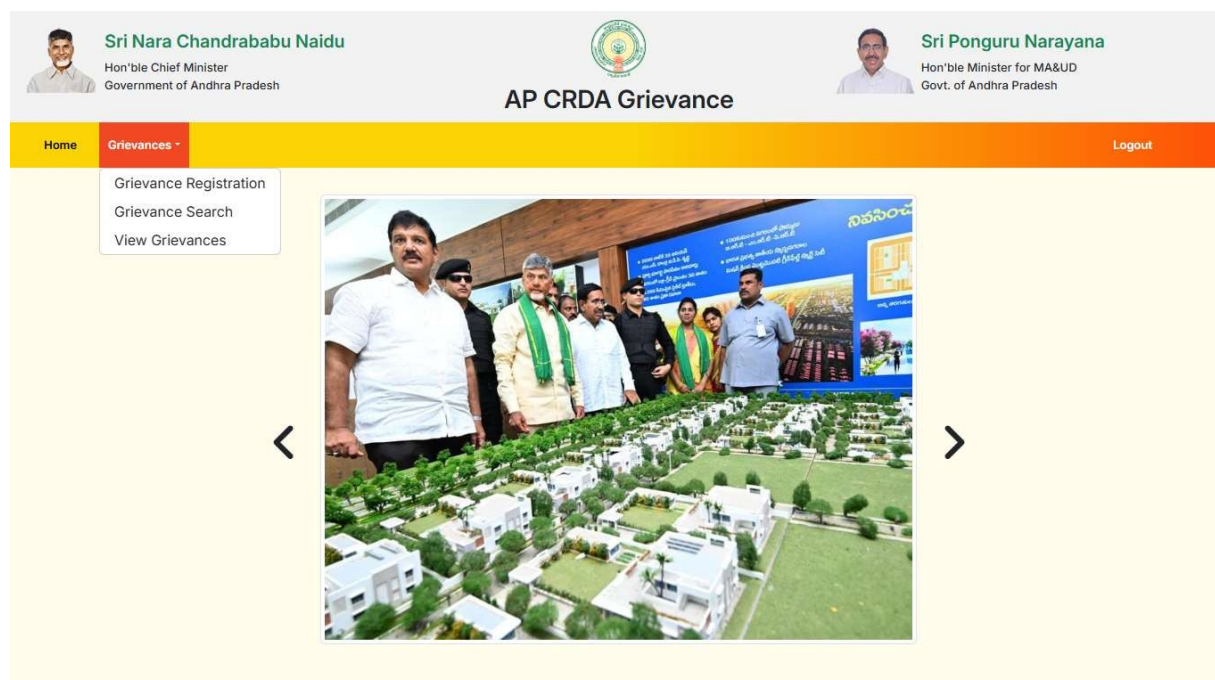 Sri Nara Chandrababu Naidu
Hon'ble Chief Minister
Government of Andhra Pradesh
AP CRDA Grievance
Sri Ponguru Narayana
Hon'ble Minister for MA&UD
Govt. of Andhra Pradesh
Home
Grievances
Logout
Grievance Registration
Grievance Search
View Grievances